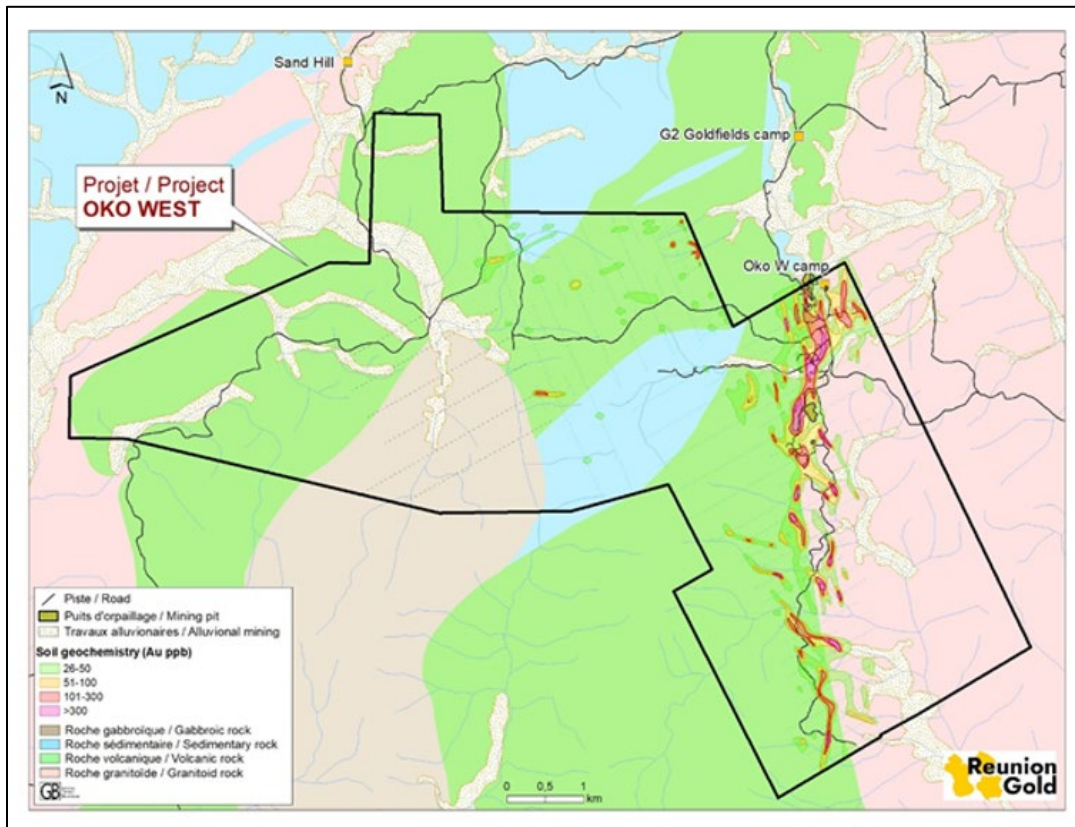 Sand Hill
N
G2 Goldfields camp
Projet / Project
OKO WEST
Oko W camp
Piste / Road
Puits d'orpaillage / Mining pit
Travaux alluvionaires / Alluvional mining
Soil geochemistry (Au ppb)
26-50
51-100
101-300
>300
Roche gabbroïque / Gabbroic rock
Roche sédimentaire / Sedimentary rock
Roche volcanique / Volcanic rock
Roche granitoïde / Granitoid rock
GB
0 0,5 1
km
Reunion
Gold